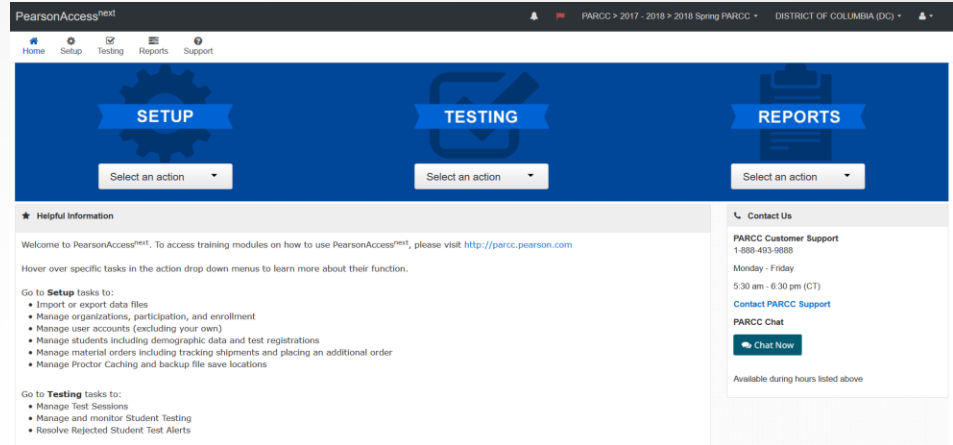 PearsonAccessnext
PARCC > 2017 - 2018 > 2018 Spring PARCC
DISTRICT OF COLUMBIA (DC)
Home
Setup
Testing
Reports
Support
SETUP
TESTING
REPORTS
Select an action
Select an action
Select an action
Helpful Information
Welcome to PearsonAccessnext. To access training modules on how to use PearsonAccessnext, please visit http://parcc.pearson.com
Hover over specific tasks in the action drop down menus to learn more about their function.
Go to Setup tasks to:
• Import or export data files
• Manage organizations, participation, and enrollment
• Manage user accounts (excluding your own)
• Manage students including demographic data and test registrations
• Manage material orders including tracking shipments and placing an additional order
• Manage Proctor Caching and backup file save locations
Go to Testing tasks to:
• Manage Test Sessions
• Manage and monitor Student Testing
• Resolve Rejected Student Test Alerts
Contact Us
PARCC Customer Support
1-888-493-9888
Monday - Friday
5:30 am - 6:30 pm (CT)
Contact PARCC Support
PARCC Chat
Chat Now
Available during hours listed above